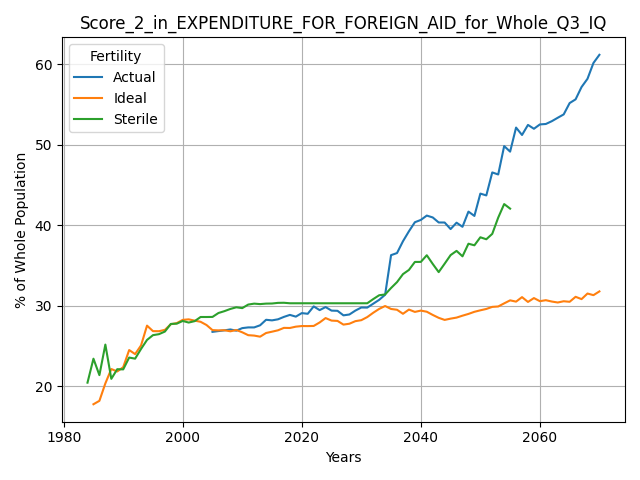 Score_2_in_EXPENDITURE_FOR_FOREIGN_AID_for_Whole_Q3_IQ
Fertility
Actual
Ideal
Sterile
% of Whole Population
60
50
40
30
20
1980
2000
2020
2040
2060
Years